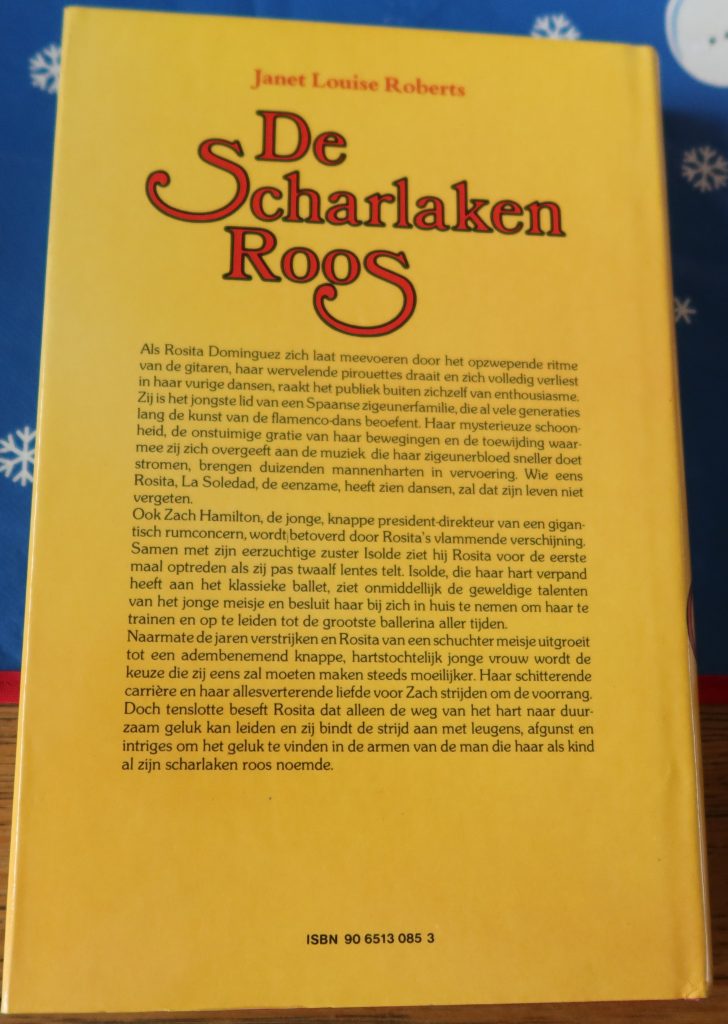 Janet Louise Roberts
De
Scharlaken
Roos
Als Rosita Dominguez zich laat meevoeren door het opzwepende ritme
van de gitaren, haar wervelende pirouettes draait en zich volledig verliest
in haar vurige dansen, raakt het publiek buiten zichzelf van enthousiasme.
Zij is het jongste lid van een Spaanse zigeunerfamilie, die al vele generaties
lang de kunst van de flamenco-dans beoefent. Haar mysterieuze schoon-
heid, de onstuimige gratie van haar bewegingen en de toewijding waar-
mee zij zich overgeeft aan de muziek die haar zigeunerbloed sneller doet
stromen, brengen duizenden mannenharten in vervoering. Wie eens
Rosita, La Soledad, de eenzame, heeft zien dansen, zal dat zijn leven niet
vergeten.
Ook Zach Hamilton, de jonge, knappe president-direkteur van een gigan-
tisch rumconcern, wordt betoverd door Rosita's vlammende verschijning.
Samen met zijn eerzuchtige zuster Isolde ziet hij Rosita voor de eerste
maal optreden als zij pas twaalf lentes telt. Isolde, die haar hart verpand
heeft aan het klassieke ballet, ziet onmiddellijk de geweldige talenten
van het jonge meisje en besluit haar bij zich in huis te nemen om haar te
trainen en op te leiden tot de grootste ballerina aller tijden.
Naarmate de jaren verstrijken en Rosita van een schuchter meisje uitgroeit
tot een adembenemend knappe, hartstochtelijk jonge vrouw wordt de
keuze die zij eens zal moeten maken steeds moeilijker. Haar schitterende
carrière en haar allesverterende liefde voor Zach strijden om de voorrang.
Doch tenslotte beseft Rosita dat alleen de weg van het hart naar duur-
zaam geluk kan leiden en zij bindt de strijd aan met leugens, afgunst en
intriges om het geluk te vinden in de armen van de man die haar als kind
al zijn scharlaken roos noemde.
ISBN 90 6513 085 3